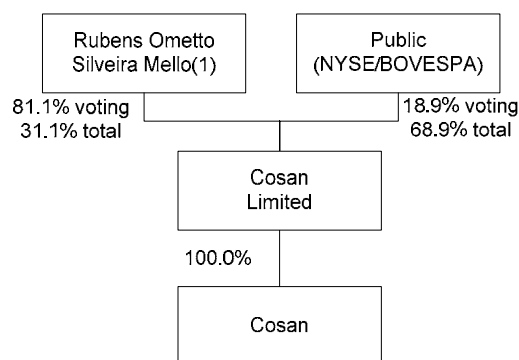 Rubens Ometto
Silveira Mello(1)
Public
(NYSE/BOVESPA)
81.1% voting
31.1% total
18.9% voting
68.9% total
Cosan
Limited
100.0%
Cosan